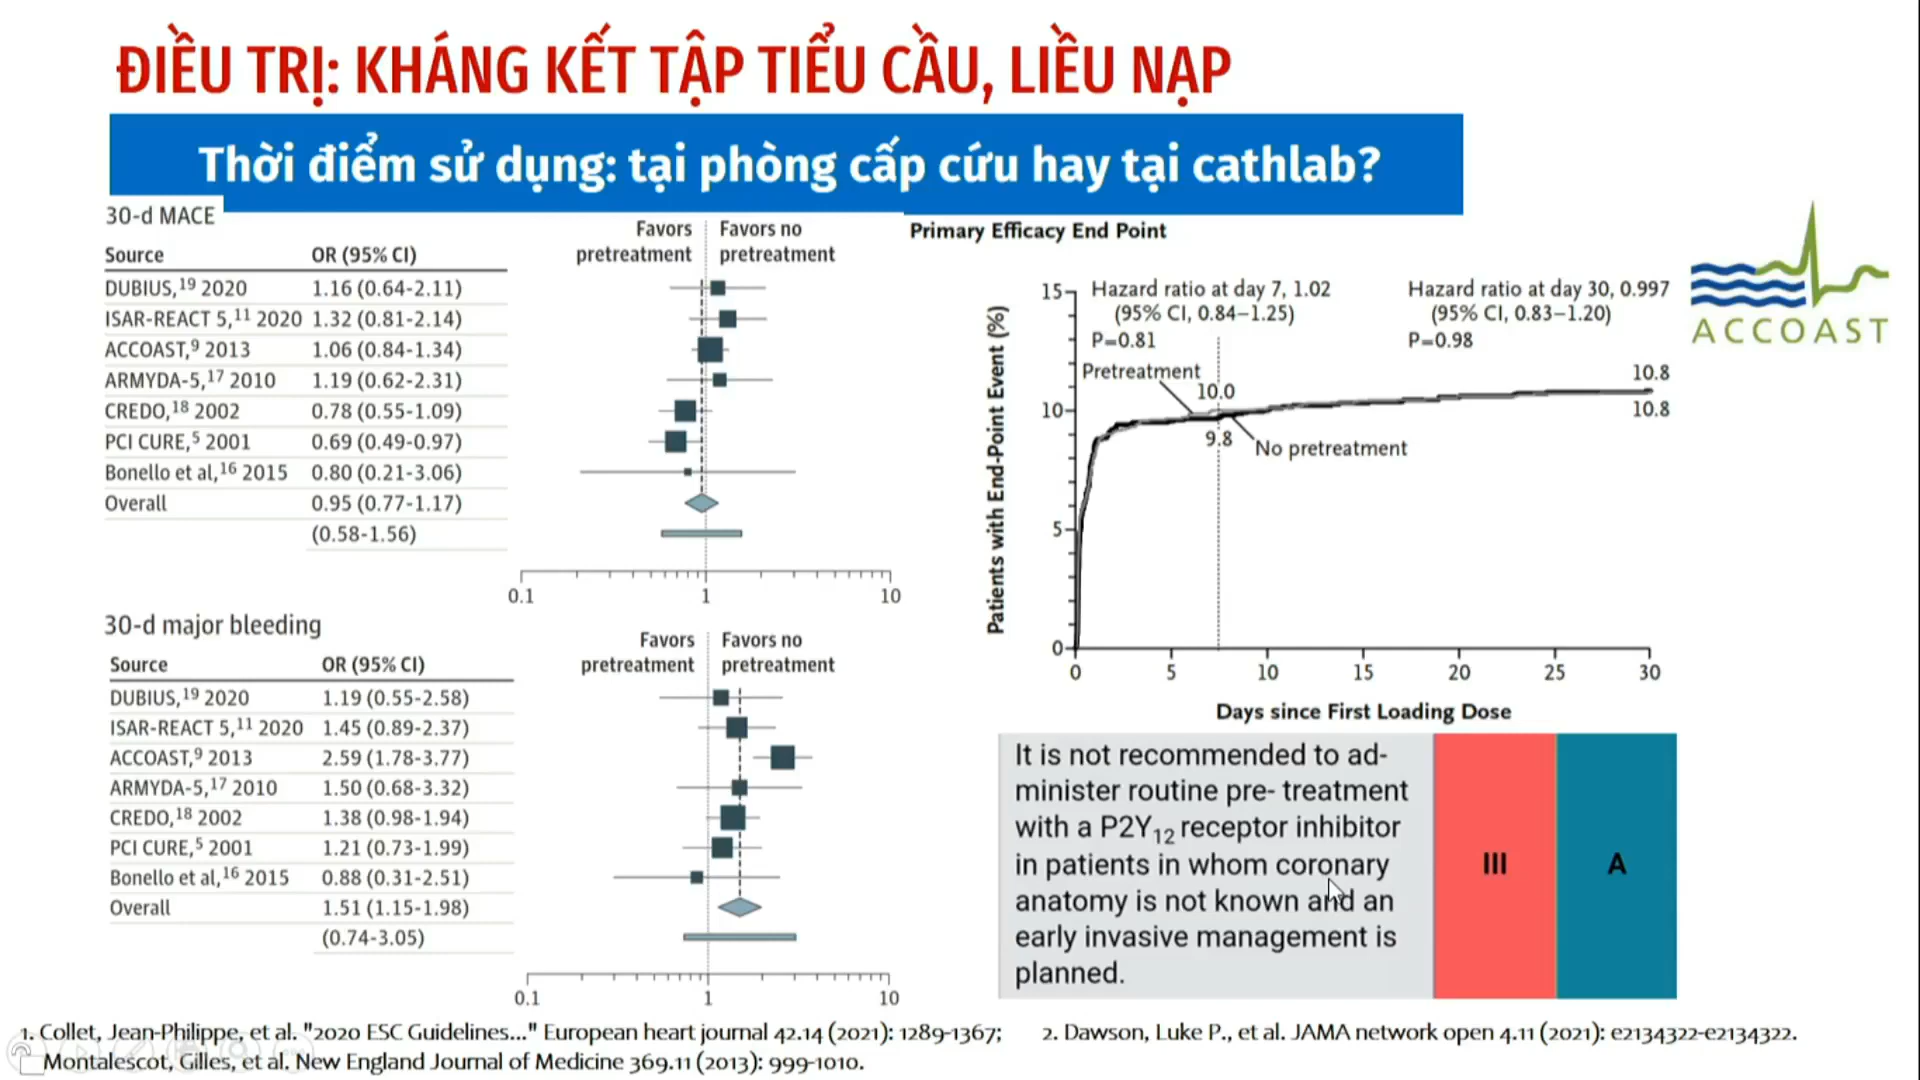 ĐIỀU TRỊ: KHÁNG KẾT TẬP TIỂU CẦU, LIỀU NẠP
Thời điểm sử dụng: tại phòng cấp cứu hay tại cathlab?
30-d MACE
Favors pretreatment
Favors no pretreatment
Source OR (95% CI)
DUBIUS,¹⁹ 2020 1.16 (0.64-2.11)
ISAR-REACT 5,¹¹ 2020 1.32 (0.81-2.14)
ACCOAST,⁹ 2013 1.06 (0.84-1.34)
ARMYDA-5,¹⁷ 2010 1.19 (0.62-2.31)
CREDO,¹⁸ 2002 0.78 (0.55-1.09)
PCI CURE,⁵ 2001 0.69 (0.49-0.97)
Bonello et al,¹⁶ 2015 0.80 (0.21-3.06)
Overall 0.95 (0.77-1.17)
(0.58-1.56)
0.1 1 10
30-d major bleeding
Favors pretreatment
Favors no pretreatment
Source OR (95% CI)
DUBIUS,¹⁹ 2020 1.19 (0.55-2.58)
ISAR-REACT 5,¹¹ 2020 1.45 (0.89-2.37)
ACCOAST,⁹ 2013 2.59 (1.78-3.77)
ARMYDA-5,¹⁷ 2010 1.50 (0.68-3.32)
CREDO,¹⁸ 2002 1.38 (0.98-1.94)
PCI CURE,⁵ 2001 1.21 (0.73-1.99)
Bonello et al,¹⁶ 2015 0.88 (0.31-2.51)
Overall 1.51 (1.15-1.98)
(0.74-3.05)
0.1 1 10
Primary Efficacy End Point
Patients with End-Point Event (%)
15
10
5
0
Hazard ratio at day 7, 1.02
(95% CI, 0.84–1.25)
P=0.81
Hazard ratio at day 30, 0.997
(95% CI, 0.83–1.20)
P=0.98
Pretreatment
10.0
9.8
No pretreatment
10.8
10.8
0 5 10 15 20 25 30
Days since First Loading Dose
ACCOAST
It is not recommended to ad-
minister routine pre- treatment
with a P2Y₁₂ receptor inhibitor
in patients in whom coronary
anatomy is not known and an
early invasive management is
planned.
III
A
1. Collet, Jean-Philippe, et al. "2020 ESC Guidelines..." European heart journal 42.14 (2021): 1289-1367; 2. Dawson, Luke P., et al. JAMA network open 4.11 (2021): e2134322-e2134322.
Montalescot, Gilles, et al. New England Journal of Medicine 369.11 (2013): 999-1010.